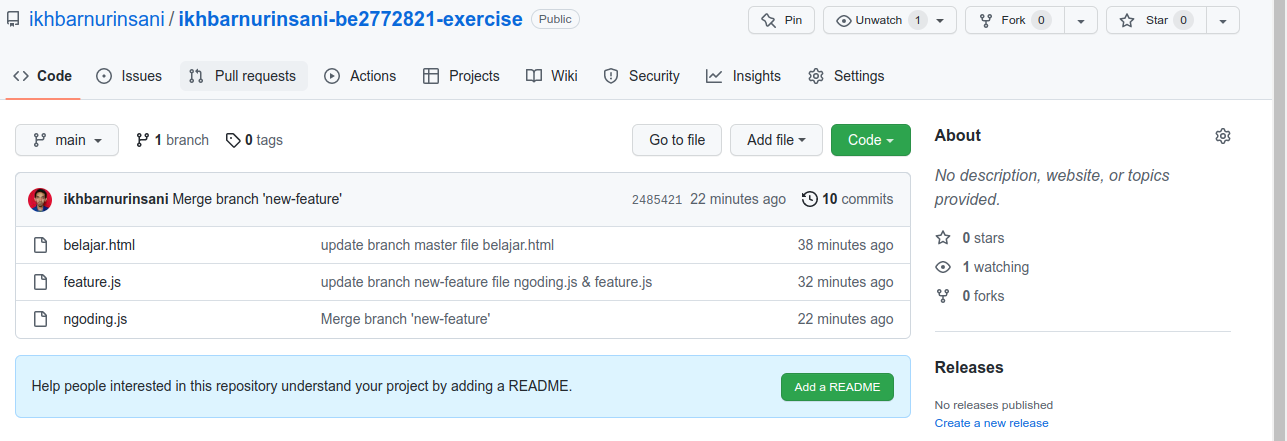 ikhbarnurinsani / ikhbarnurinsani-be2772821-exercise Public Pin Unwatch 1 Fork 0 Star 0
Code Issues Pull requests Actions Projects Wiki Security Insights Settings
main 1 branch 0 tags Go to file Add file Code
ikhbarnurinsani Merge branch 'new-feature' 2485421 22 minutes ago 10 commits
belajar.html update branch master file belajar.html 38 minutes ago
feature.js update branch new-feature file ngoding.js & feature.js 32 minutes ago
ngoding.js Merge branch 'new-feature' 22 minutes ago
Help people interested in this repository understand your project by adding a README. Add a README
About
No description, website, or topics
provided.
0 stars
1 watching
0 forks
Releases
No releases published
Create a new release